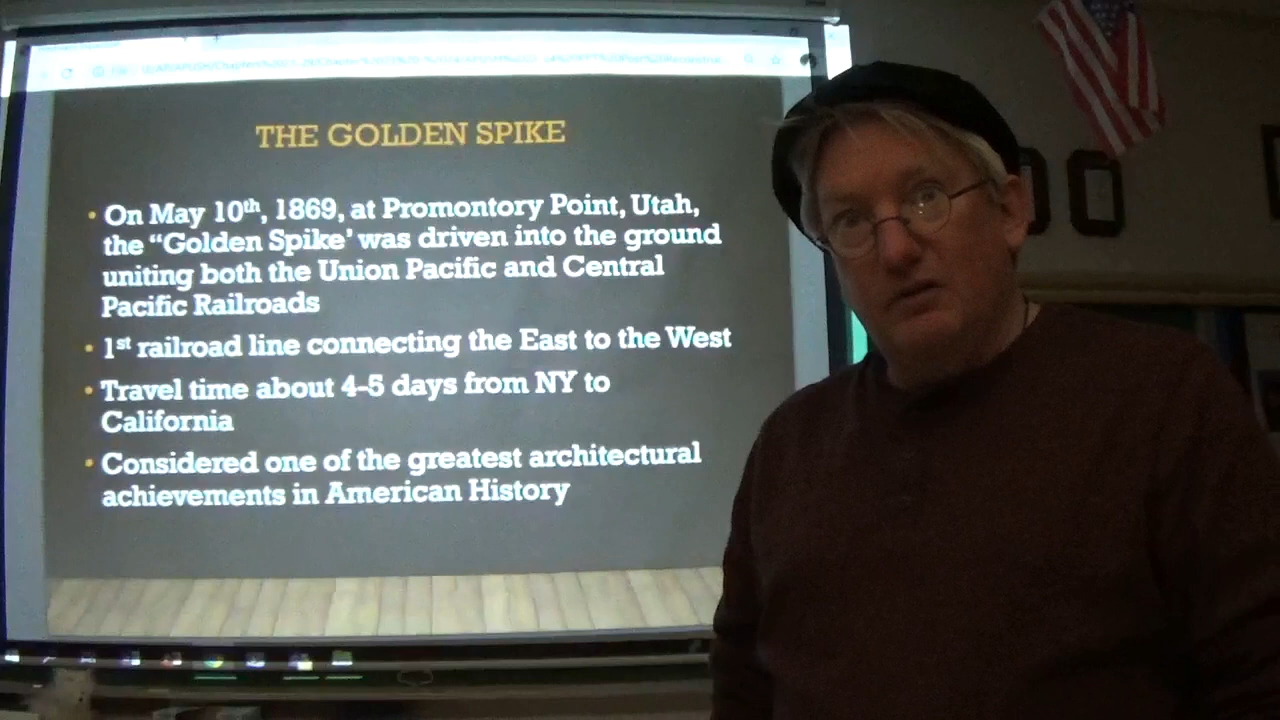 THE GOLDEN SPIKE
• On May 10th, 1869, at Promontory Point, Utah,
the “Golden Spike’ was driven into the ground
uniting both the Union Pacific and Central
Pacific Railroads
• 1st railroad line connecting the East to the West
• Travel time about 4-5 days from NY to
California
• Considered one of the greatest architectural
achievements in American History